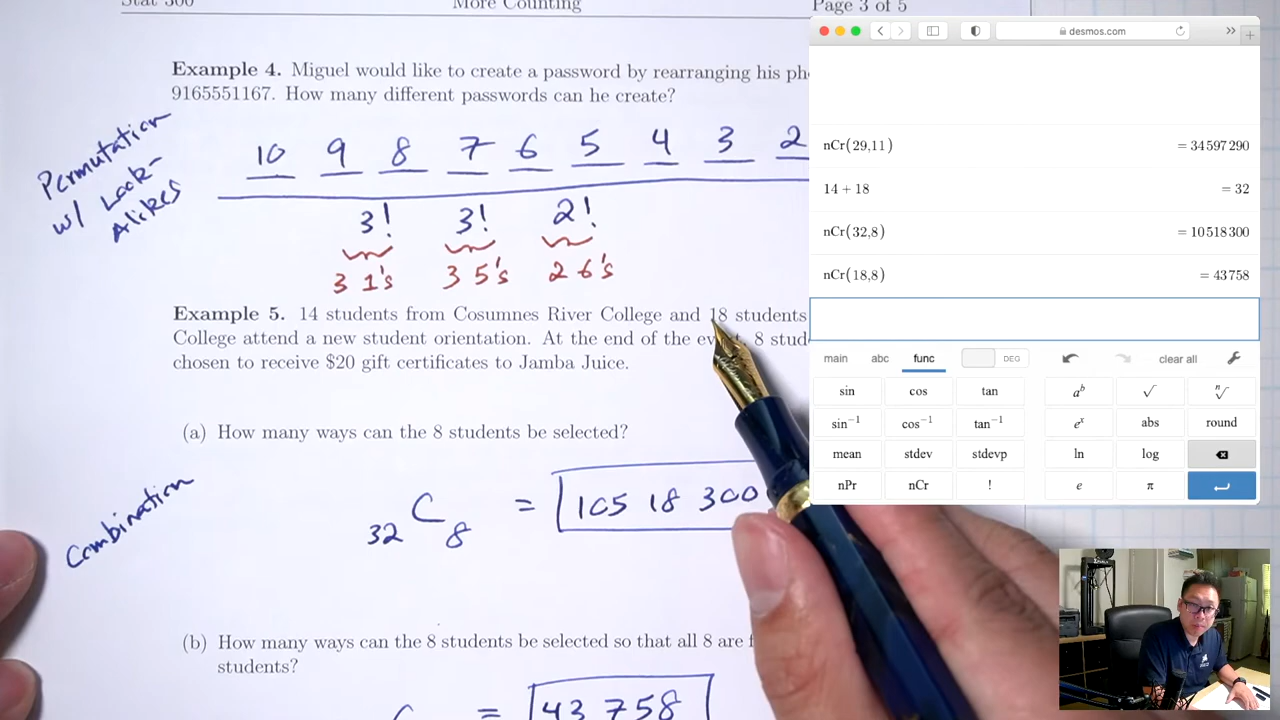 Stat 300 More Counting Page 3 of 5
Example 4. Miguel would like to create a password by rearranging his ph
9165551167. How many different passwords can he create?
Permutation
w/ Look-
Alikes
10 9 8 7 6 5 4 3 2
3! 3! 2!
3 1's 3 5's 2 6's
Example 5. 14 students from Cosumnes River College and 18 students
College attend a new student orientation. At the end of the ev 8 stud
chosen to receive $20 gift certificates to Jamba Juice.
(a) How many ways can the 8 students be selected?
Combination
32 C 8 = 105 18 300
(b) How many ways can the 8 students be selected so that all 8 are f
students?
C = 43 758
desmos.com
nCr(29,11) = 34597290
14 + 18 = 32
nCr(32,8) = 10518300
nCr(18,8) = 43758
main abc func DEG clear all
sin cos tan a^b √ ⁿ√
sin⁻¹ cos⁻¹ tan⁻¹ eˣ abs round
mean stdev stdevp ln log
nPr nCr ! e π